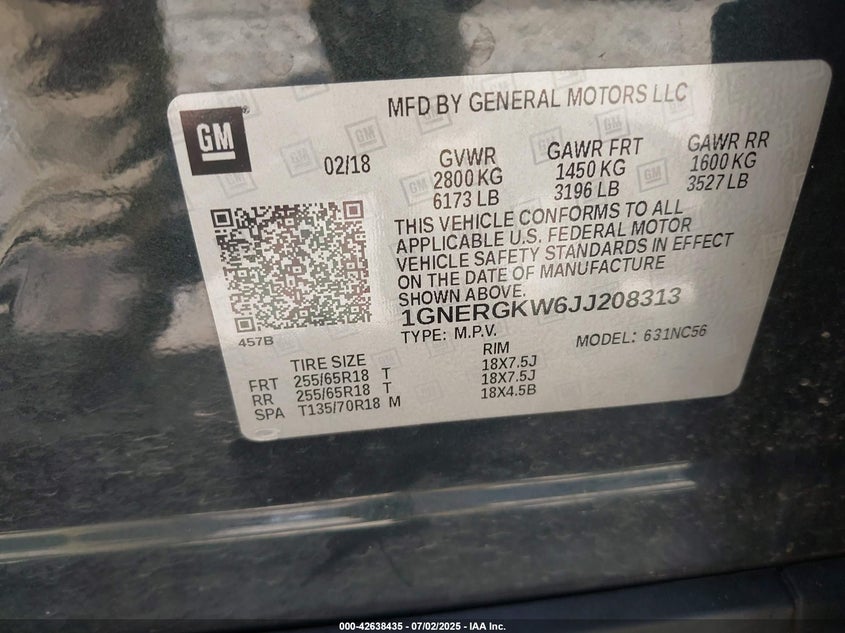 MFD BY GENERAL MOTORS LLC
GM
02/18
GVWR GAWR FRT GAWR RR
2800 KG 1450 KG 1600 KG
6173 LB 3196 LB 3527 LB
THIS VEHICLE CONFORMS TO ALL
APPLICABLE U.S. FEDERAL MOTOR
VEHICLE SAFETY STANDARDS IN EFFECT
ON THE DATE OF MANUFACTURE
SHOWN ABOVE.
1GNERGKW6JJ208313
457B
TYPE: M.P.V. MODEL: 631NC56
TIRE SIZE RIM
FRT 255/65R18 T 18X7.5J
RR 255/65R18 T 18X7.5J
SPA T135/70R18 M 18X4.5B
000-42638435 - 07/02/2025 - IAA Inc.